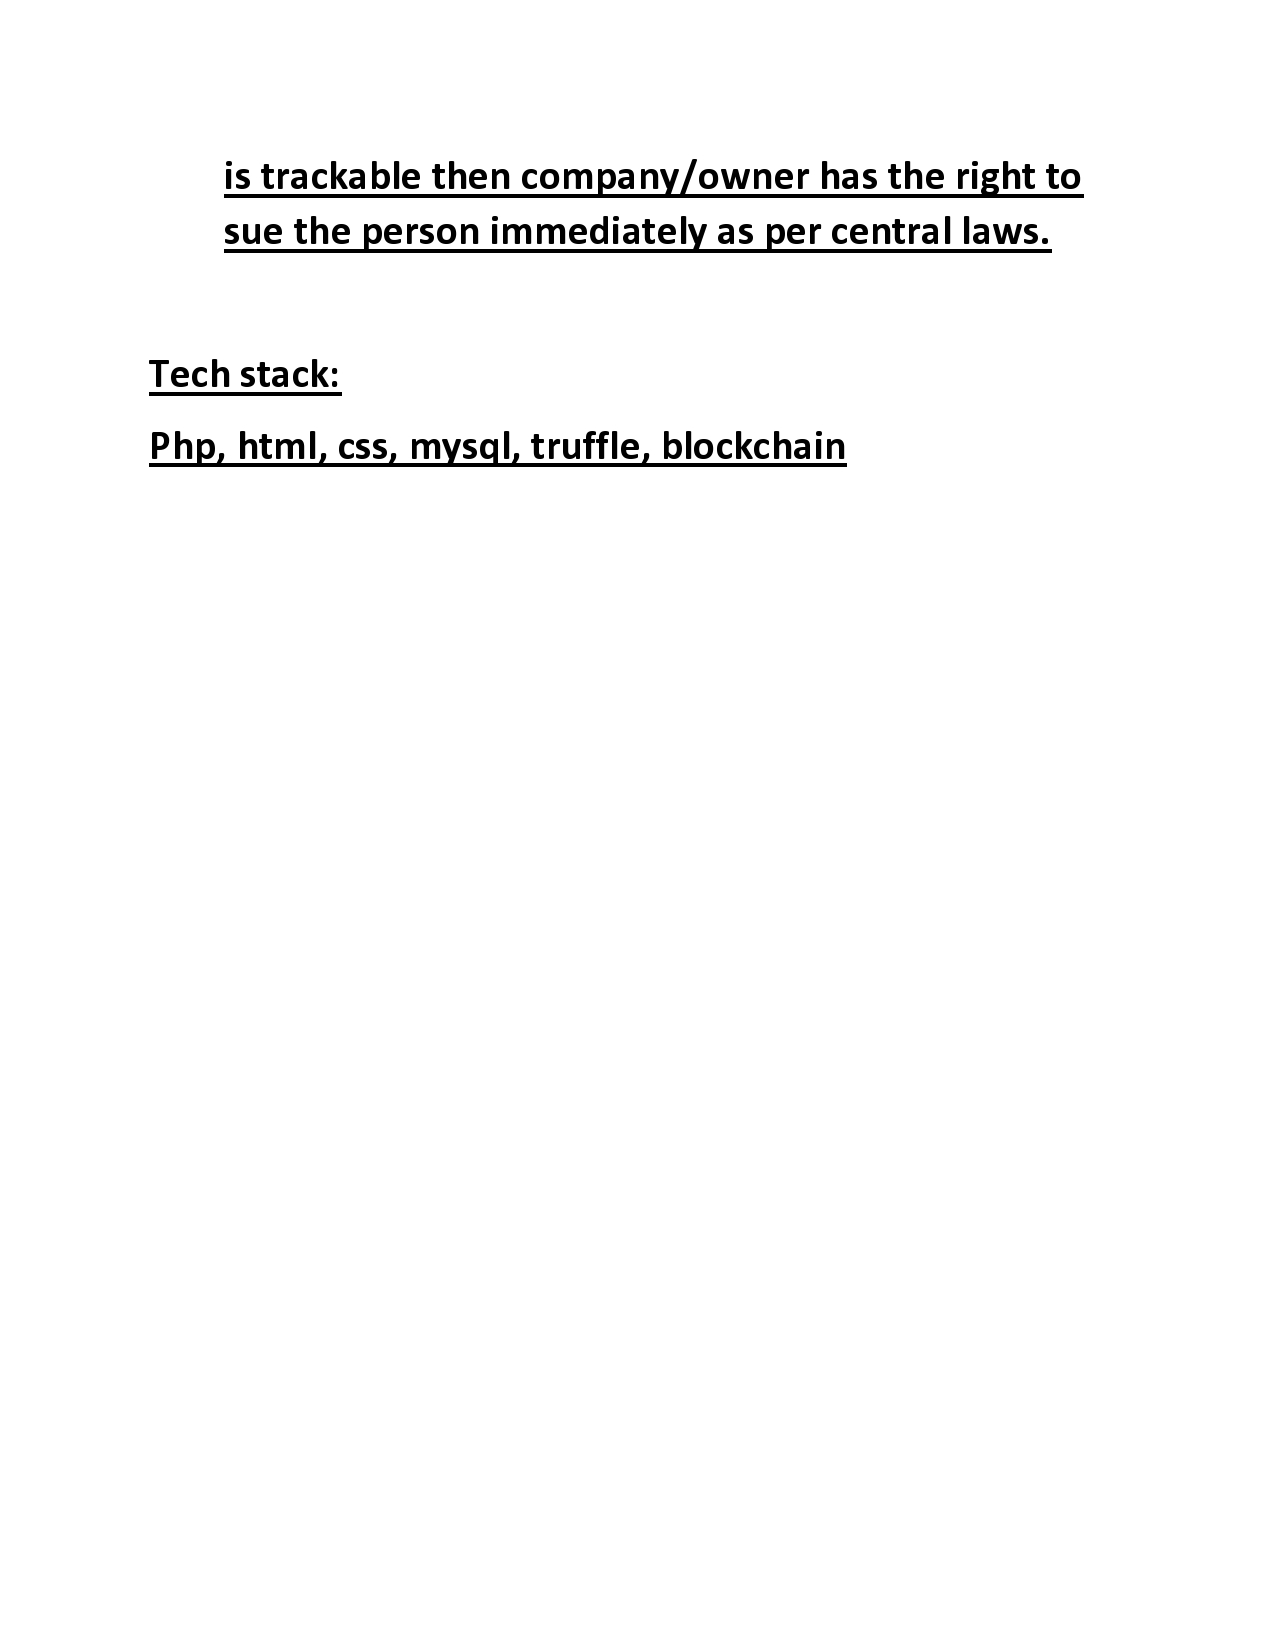 is trackable then company/owner has the right to
sue the person immediately as per central laws.
Tech stack:
Php, html, css, mysql, truffle, blockchain